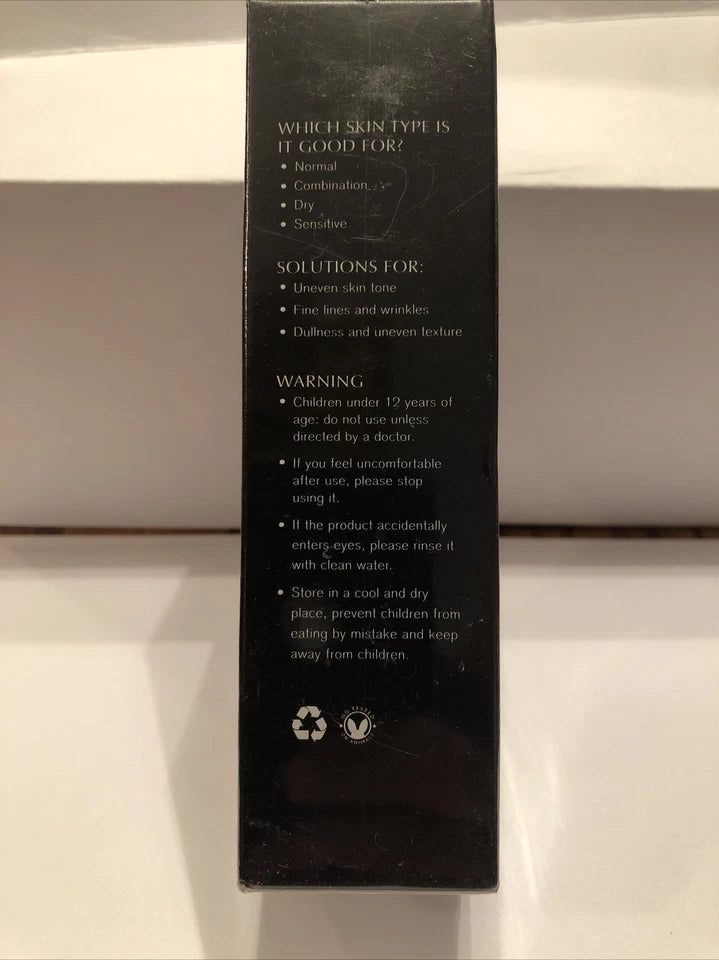 WHICH SKIN TYPE IS
IT GOOD FOR?
• Normal
• Combination
• Dry
• Sensitive
SOLUTIONS FOR:
• Uneven skin tone
• Fine lines and wrinkles
• Dullness and uneven texture
WARNING
• Children under 12 years of
age: do not use unless
directed by a doctor.
• If you feel uncomfortable
after use, please stop
using it.
• If the product accidentally
enters eyes, please rinse it
with clean water.
• Store in a cool and dry
place, prevent children from
eating by mistake and keep
away from children.
NO TESTED
ON ANIMALS